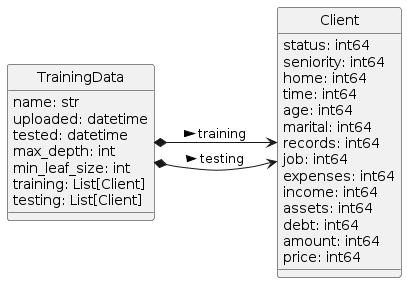 TrainingData
name: str
uploaded: datetime
tested: datetime
max_depth: int
min_leaf_size: int
training: List[Client]
testing: List[Client]
training
testing
Client
status: int64
seniority: int64
home: int64
time: int64
age: int64
marital: int64
records: int64
job: int64
expenses: int64
income: int64
assets: int64
debt: int64
amount: int64
price: int64